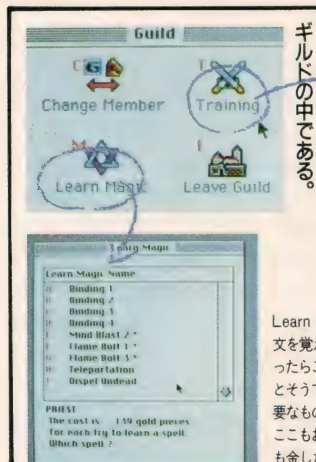 Guild
C
T
Change Member
Training
M
L
Learn Magic
Leave Guild
ギルドの中である。
Learn Magic
Learn Magic Name
Binding 1
Binding 2
Binding 3
Binding 4
Mind Blast 2 *
Flame Bolt 1 *
Flame Bolt 3 *
Teleportation
Dispel Undead
PRIEST
The cost is 139 gold pieces
for each try to learn a spell.
Which spell ?
Learn
文を覚え
ったらこ
とそうで
要なもの
ここもお
も金した